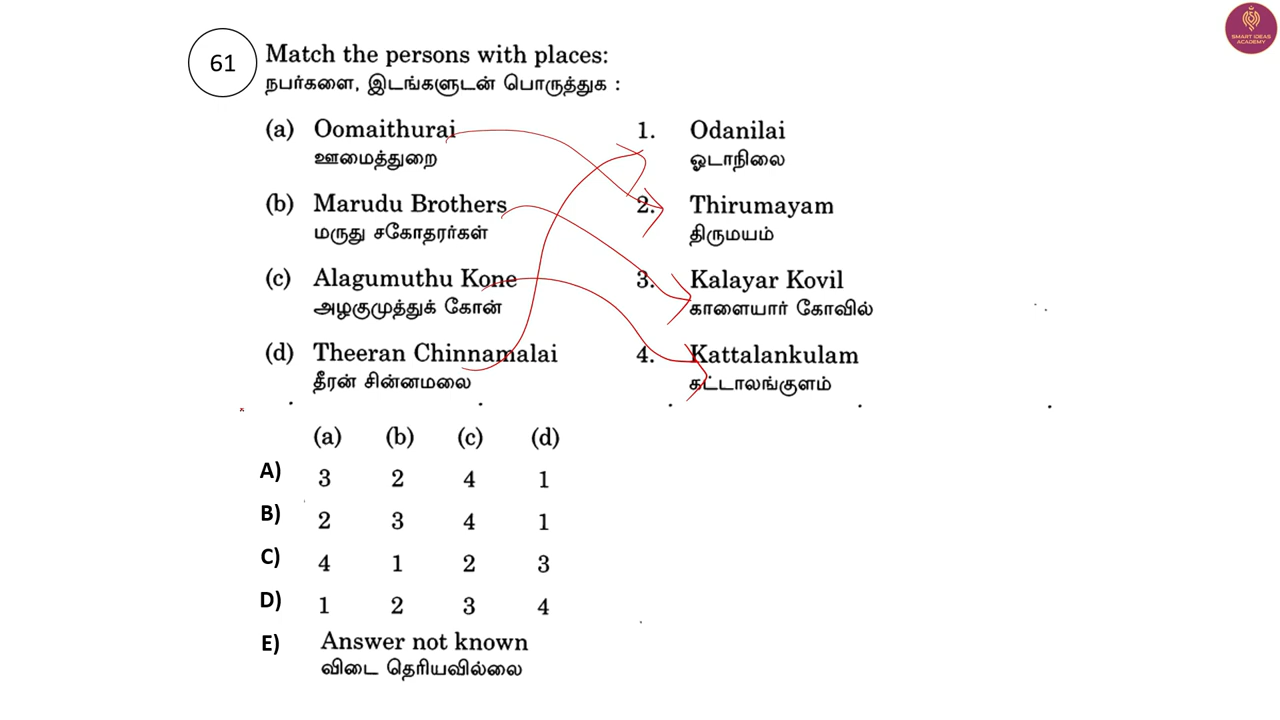 SMART IDEAS
ACADEMY
61 Match the persons with places:
நபர்களை, இடங்களுடன் பொருத்துக :
(a) Oomaithurai 1. Odanilai
ஊமைத்துறை ஓடாநிலை
(b) Marudu Brothers 2. Thirumayam
மருது சகோதரர்கள் திருமயம்
(c) Alagumuthu Kone 3. Kalayar Kovil
அழகுமுத்துக் கோன் காளையார் கோவில்
(d) Theeran Chinnamalai 4. Kattalankulam
தீரன் சின்னமலை கட்டாலங்குளம்
(a) (b) (c) (d)
A) 3 2 4 1
B) 2 3 4 1
C) 4 1 2 3
D) 1 2 3 4
E) Answer not known
விடை தெரியவில்லை